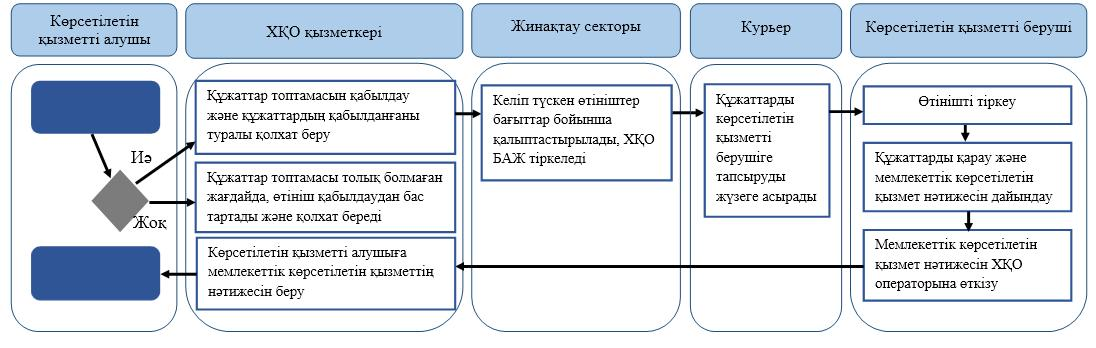 Көрсетілетін
қызметті алушы
ХҚО қызметкері
Жинақтау секторы
Курьер
Көрсетілетін қызметті беруші
Құжаттар топтамасын қабылдау
және құжаттардың қабылданғаны
туралы қолхат беру
Иә
Жоқ
Құжаттар топтамасы толық болмаған
жағдайда, өтініш қабылдаудан бас
тартады және қолхат береді
Көрсетілетін қызметті алушыға
мемлекеттік көрсетілетін қызметтің
нәтижесін беру
Келіп түскен өтініштер
бағыттар бойынша
қалыптастырылады, ХҚО
БАЖ тіркеледі
Құжаттарды
көрсетілетін
қызметті
берушіге
тапсыруды
жүзеге асырады
Өтінішті тіркеу
Құжаттарды қарау және
мемлекеттік көрсетілетін
қызмет нәтижесін дайындау
Мемлекеттік көрсетілетін
қызмет нәтижесін ХҚО
операторына өткізу